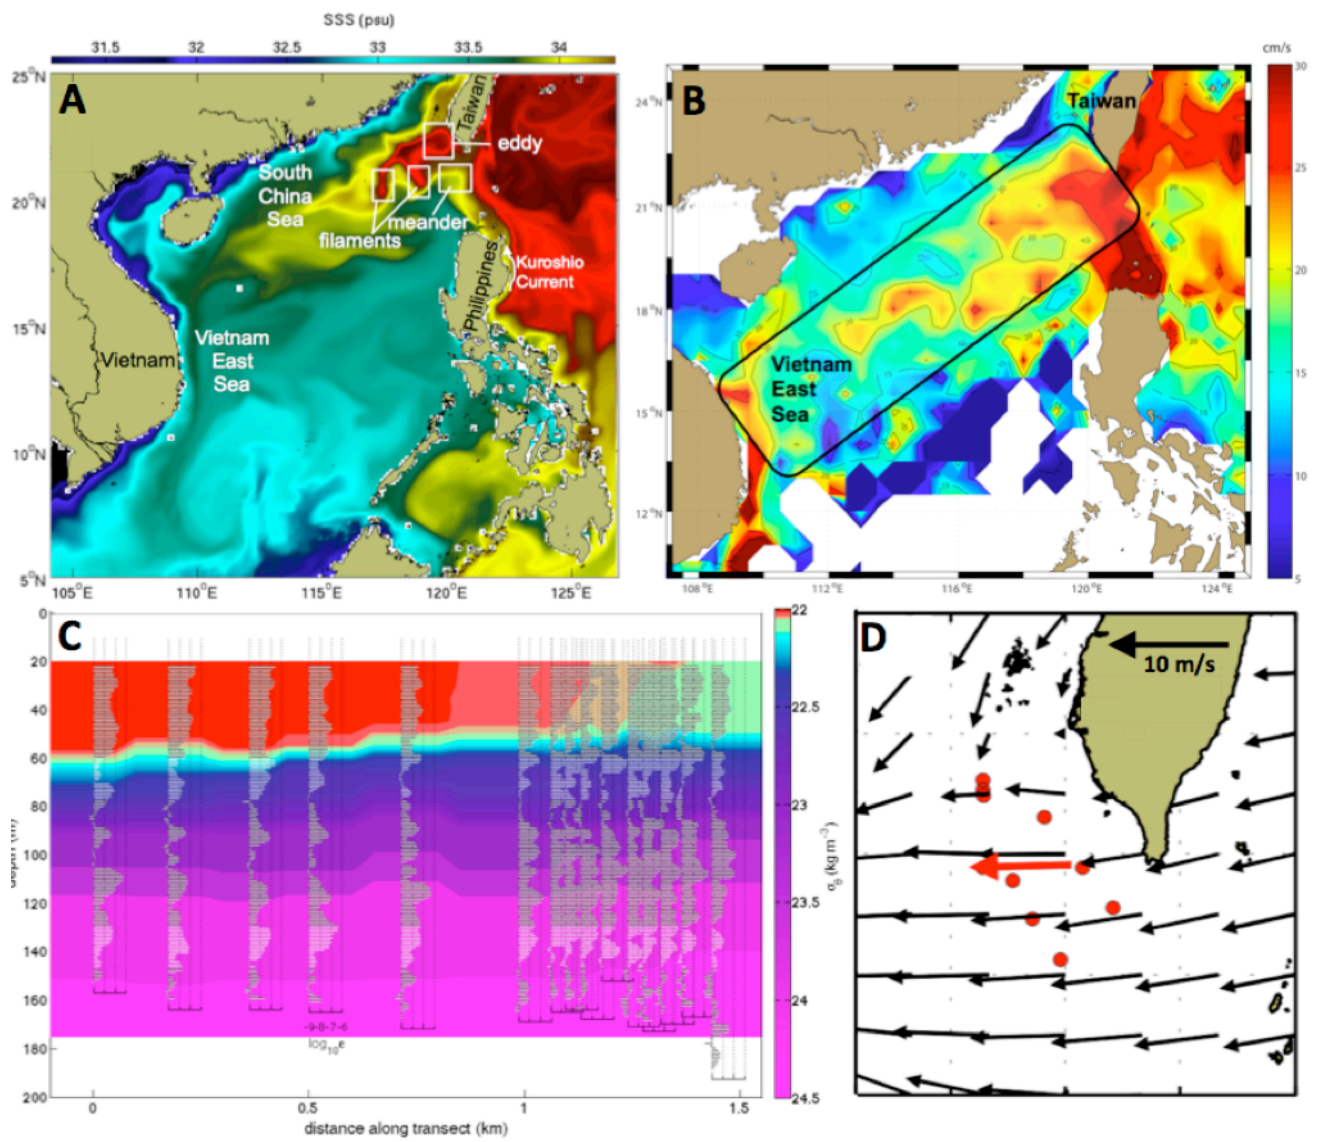 SSS (psu)
31.5 32 32.5 33 33.5 34
A
25°N
20°N
15°N
10°N
5°N
105°E 110°E 115°E 120°E 125°E
Taiwan
eddy
South
China
Sea
meander
filaments
Philippines
Kuroshio
Current
Vietnam
Vietnam
East
Sea
cm/s
B
Taiwan
24°N
21°N
18°N
15°N
12°N
108°E 112°E 116°E 120°E 124°E
Vietnam
East
Sea
30
25
20
15
10
5
C
0
20
40
60
80
100
120
140
160
180
200
-9-8-7-6
log10ε
0 0.5 1 1.5
distance along transect (km)
22
22.5
23
23.5
24
24.5
σθ (kg m-3)
D
10 m/s